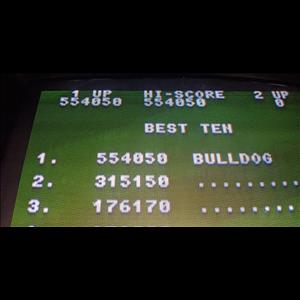 1 UP HI-SCORE 2 UP
554050 554050 0
BEST TEN
1. 554050 BULLDOG
2. 315150 ........
3. 176170 ........